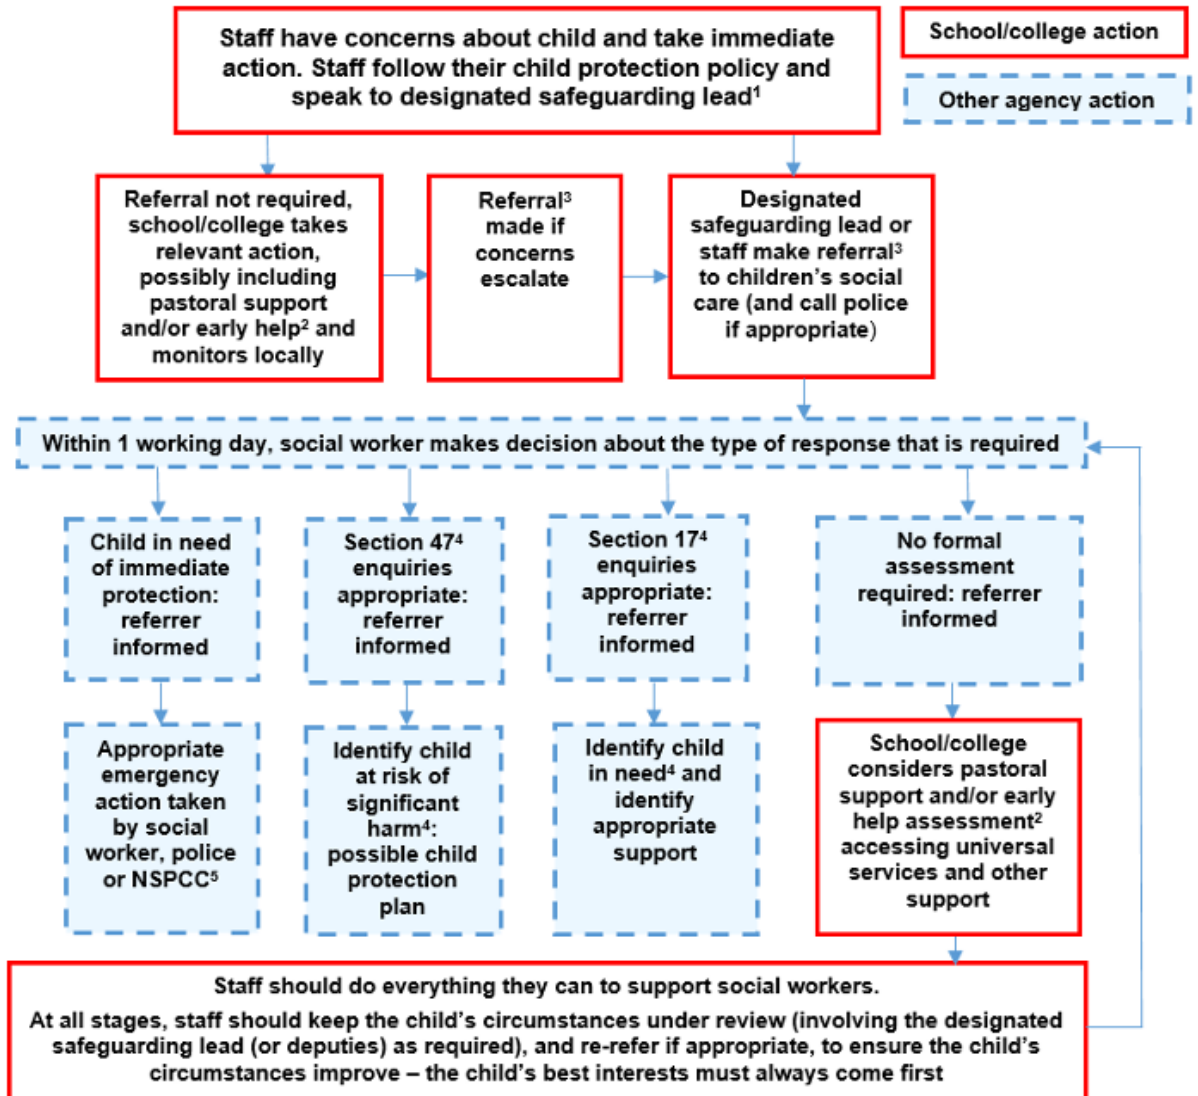 Staff have concerns about child and take immediate
action. Staff follow their child protection policy and
speak to designated safeguarding lead¹
School/college action
Other agency action
Referral not required,
school/college takes
relevant action,
possibly including
pastoral support
and/or early help² and
monitors locally
Referral³
made if
concerns
escalate
Designated
safeguarding lead or
staff make referral³
to children’s social
care (and call police
if appropriate)
Within 1 working day, social worker makes decision about the type of response that is required
Child in need
of immediate
protection:
referrer
informed
Section 47⁴
enquiries
appropriate:
referrer
informed
Section 17⁴
enquiries
appropriate:
referrer
informed
No formal
assessment
required: referrer
informed
Appropriate
emergency
action taken
by social
worker, police
or NSPCC⁵
Identify child
at risk of
significant
harm⁴:
possible child
protection
plan
Identify child
in need⁴ and
identify
appropriate
support
School/college
considers pastoral
support and/or early
help assessment²
accessing universal
services and other
support
Staff should do everything they can to support social workers.
At all stages, staff should keep the child’s circumstances under review (involving the designated
safeguarding lead (or deputies) as required), and re-refer if appropriate, to ensure the child’s
circumstances improve – the child’s best interests must always come first